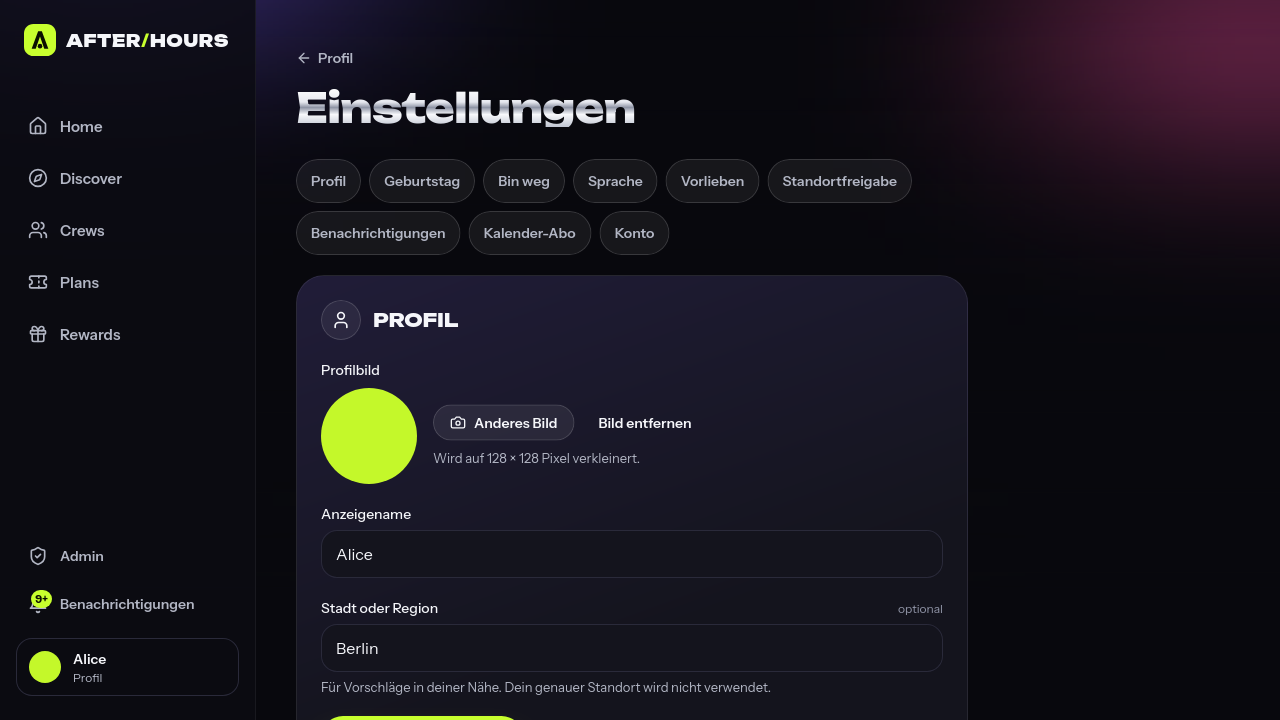 AFTER/HOURS
Home
Discover
Crews
Plans
Rewards
Admin
9+
Benachrichtigungen
Alice
Profil
Profil
Einstellungen
Profil
Geburtstag
Bin weg
Sprache
Vorlieben
Standortfreigabe
Benachrichtigungen
Kalender-Abo
Konto
PROFIL
Profilbild
Anderes Bild
Bild entfernen
Wird auf 128 × 128 Pixel verkleinert.
Anzeigename
Alice
Stadt oder Region
optional
Berlin
Für Vorschläge in deiner Nähe. Dein genauer Standort wird nicht verwendet.